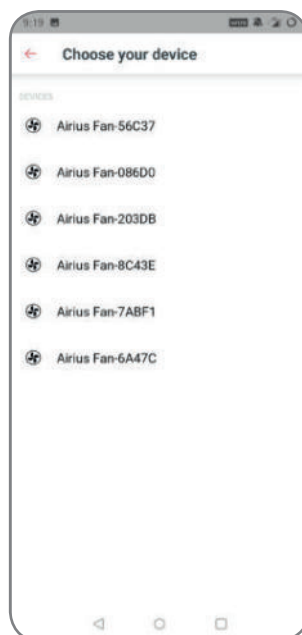 9:19
Choose your device
DEVICES
Airius Fan-56C37
Airius Fan-086D0
Airius Fan-203DB
Airius Fan-8C43E
Airius Fan-7ABF1
Airius Fan-6A47C